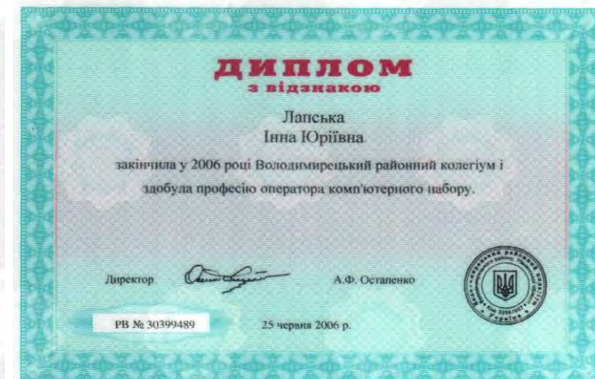 ДИПЛОМ
з відзнакою
Лапська
Інна Юріївна
закінчила у 2006 році Володимирецький районний колегіум і
здобула професію оператора комп'ютерного набору.
Директор А.Ф. Остапенко
РВ № 30399489 25 червня 2006 р.